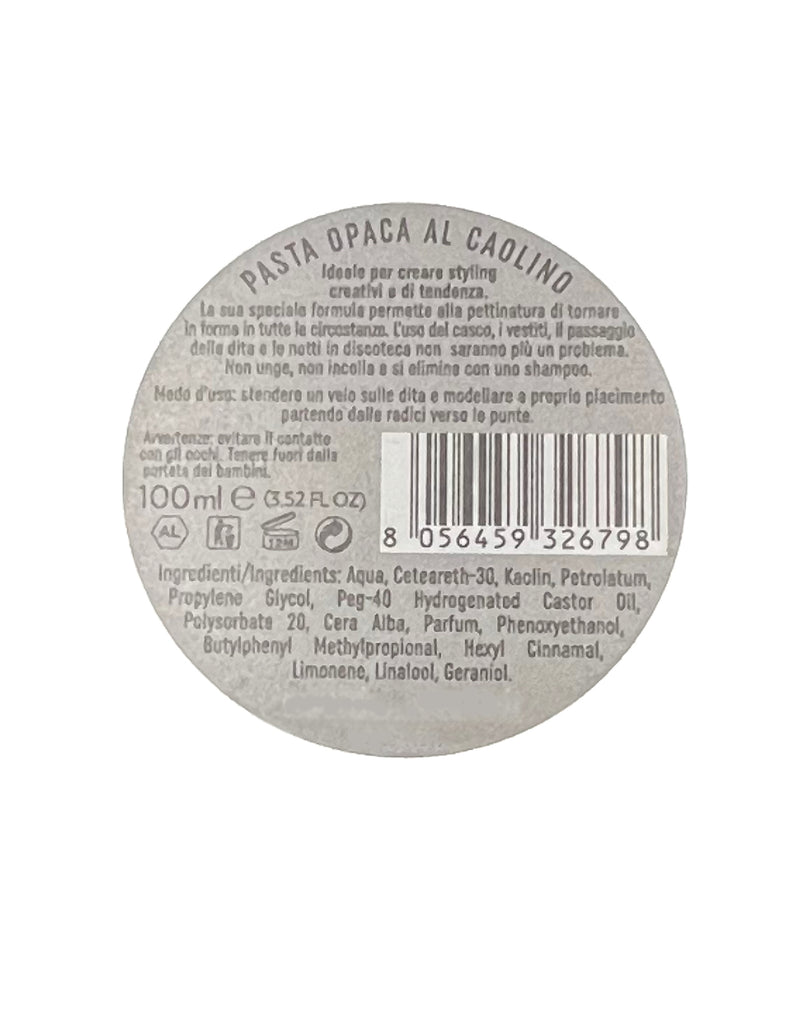 PASTA OPACA AL CAOLINO
Ideale per creare styling
creativi e di tendenza.
La sua speciale formula permette alla pettinatura di tornare
in forma in tutte le circostanze. L'uso del casco, i vestiti, il passaggio
delle dita e le notti in discoteca non saranno più un problema.
Non unge, non incolla e si elimina con uno shampoo.
Modo d'uso: stendere un velo sulle dita e modellare a proprio piacimento
partendo dalle radici verso le punte.
Avvertenze: evitare il contatto
con gli occhi. Tenere fuori dalla
portata dei bambini.
100ml e (3,52 FL OZ)
AL
12M
8 056459 326798
Ingredienti/Ingredients: Aqua, Ceteareth-30, Kaolin, Petrolatum,
Propylene Glycol, Peg-40 Hydrogenated Castor Oil,
Polysorbate 20, Cera Alba, Parfum, Phenoxyethanol,
Butylphenyl Methylpropional, Hexyl Cinnamal,
Limonene, Linalool, Geraniol.